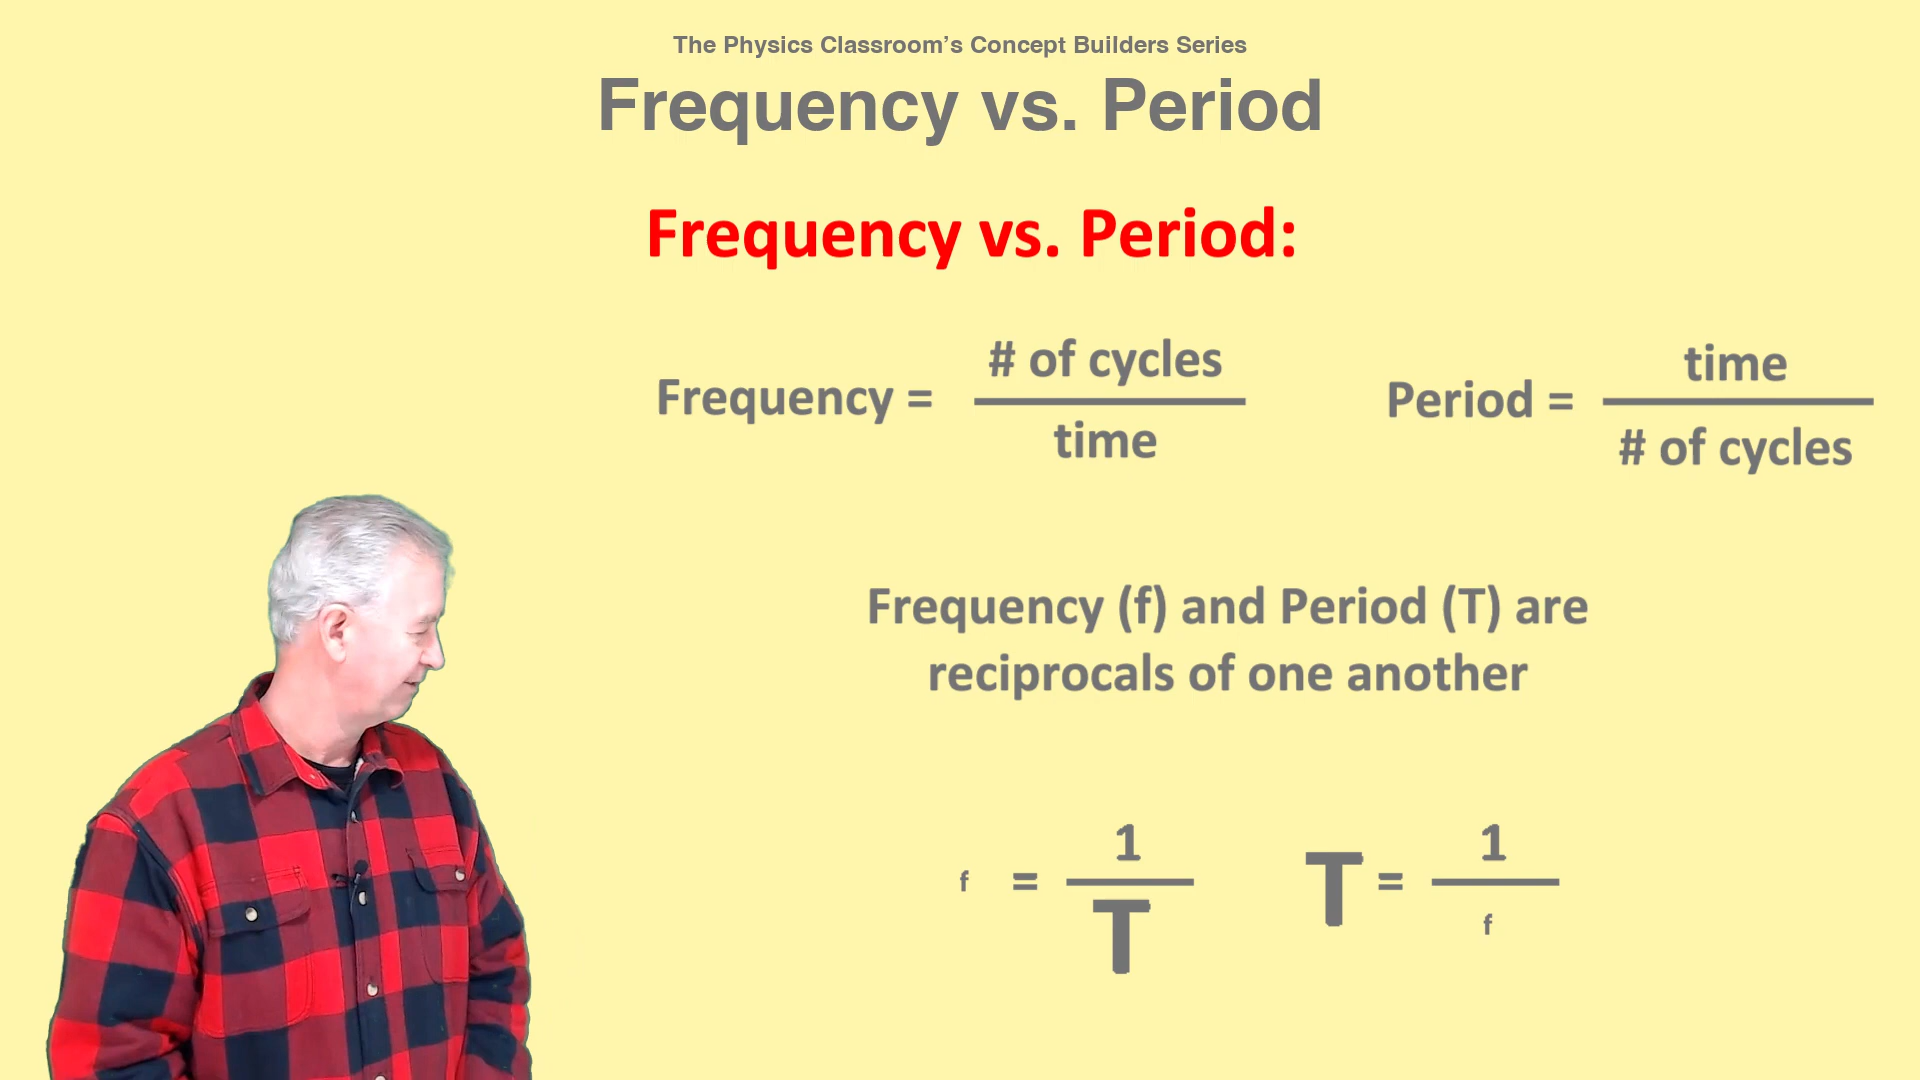 The Physics Classroom’s Concept Builders Series
Frequency vs. Period
Frequency vs. Period:
Frequency = # of cycles / time
Period = time / # of cycles
Frequency (f) and Period (T) are
reciprocals of one another
f = 1 / T
T = 1 / f